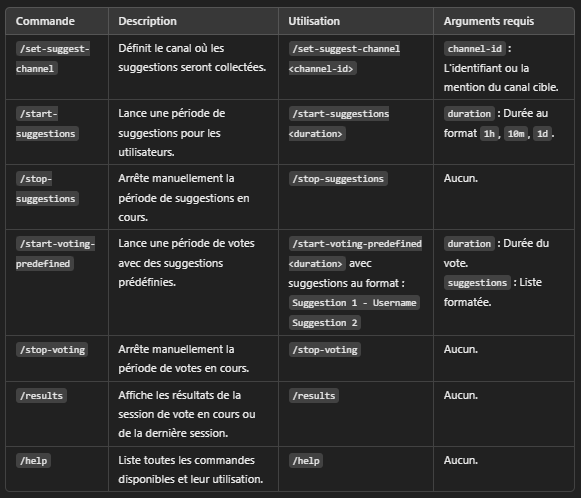 Commande Description Utilisation Arguments requis
/set-suggest-
channel
Définit le canal où les
suggestions seront collectées.
/set-suggest-channel
<channel-id>
channel-id :
L'identifiant ou la
mention du canal cible.
/start-
suggestions
Lance une période de
suggestions pour les
utilisateurs.
/start-suggestions
<duration>
duration : Durée au
format 1h, 10m, 1d.
/stop-
suggestions
Arrête manuellement la
période de suggestions en
cours.
/stop-suggestions
Aucun.
/start-voting-
predefined
Lance une période de votes
avec des suggestions
prédéfinies.
/start-voting-predefined
<duration> avec
suggestions au format :
Suggestion 1 - Username
Suggestion 2
duration : Durée du
vote.
suggestions : Liste
formatée.
/stop-voting
Arrête manuellement la
période de votes en cours.
/stop-voting
Aucun.
/results
Affiche les résultats de la
session de vote en cours ou
de la dernière session.
/results
Aucun.
/help
Liste toutes les commandes
disponibles et leur utilisation.
/help
Aucun.